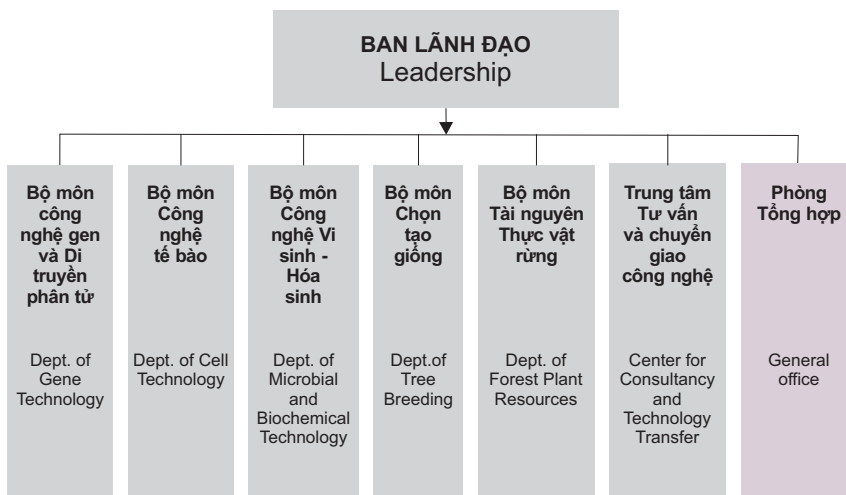 BAN LÃNH ĐẠO
Leadership
Bộ môn
công
nghệ gen
và Di
truyền
phân tử
Dept. of
Gene
Technology
Bộ môn
Công
nghệ
tế bào
Dept. of Cell
Technology
Bộ môn
Công
nghệ Vi
sinh -
Hóa
sinh
Dept. of
Microbial
and
Biochemical
Technology
Bộ môn
Chọn
tạo
giống
Dept.of
Tree
Breeding
Bộ môn
Tài nguyên
Thực vật
rừng
Dept. of
Forest Plant
Resources
Trung tâm
Tư vấn
và chuyển
giao
công nghệ
Center for
Consultancy
and
Technology
Transfer
Phòng
Tổng hợp
General
office